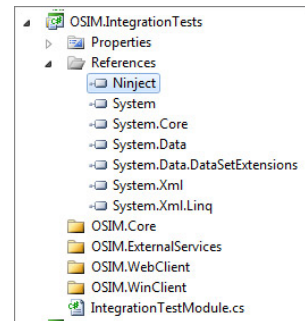 OSIM.IntegrationTests
Properties
References
Ninject
System
System.Core
System.Data
System.Data.DataSetExtensions
System.Xml
System.Xml.Linq
OSIM.Core
OSIM.ExternalServices
OSIM.WebClient
OSIM.WinClient
IntegrationTestModule.cs